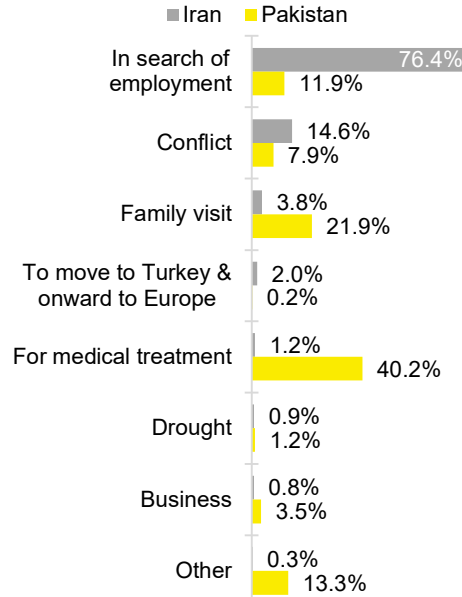 Iran Pakistan
In search of
employment
76.4%
11.9%
Conflict
14.6%
7.9%
Family visit
3.8%
21.9%
To move to Turkey &
onward to Europe
2.0%
0.2%
For medical treatment
1.2%
40.2%
Drought
0.9%
1.2%
Business
0.8%
3.5%
Other
0.3%
13.3%